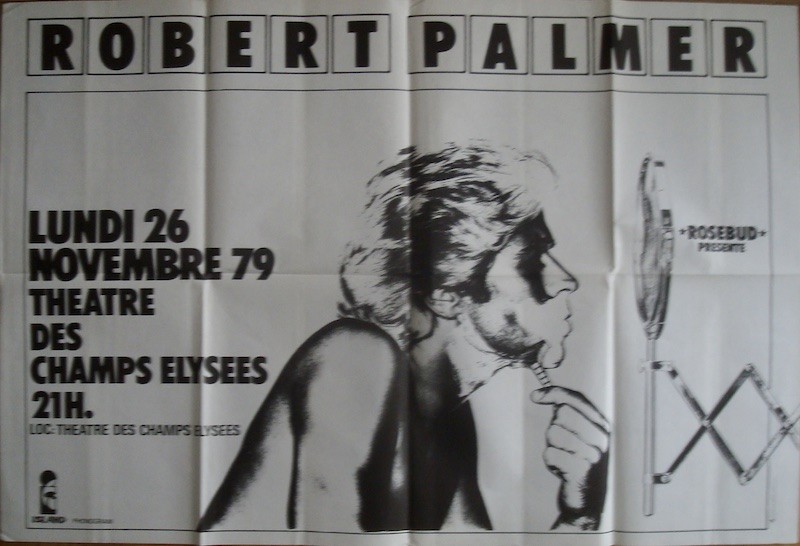 ROBERT PALMER
LUNDI 26
NOVEMBRE 79
THEATRE
DES
CHAMPS ELYSEES
21H.
LOC: THEATRE DES CHAMPS ELYSEES
*ROSEBUD*
PRESENTE
ISLAND PHONOGRAM